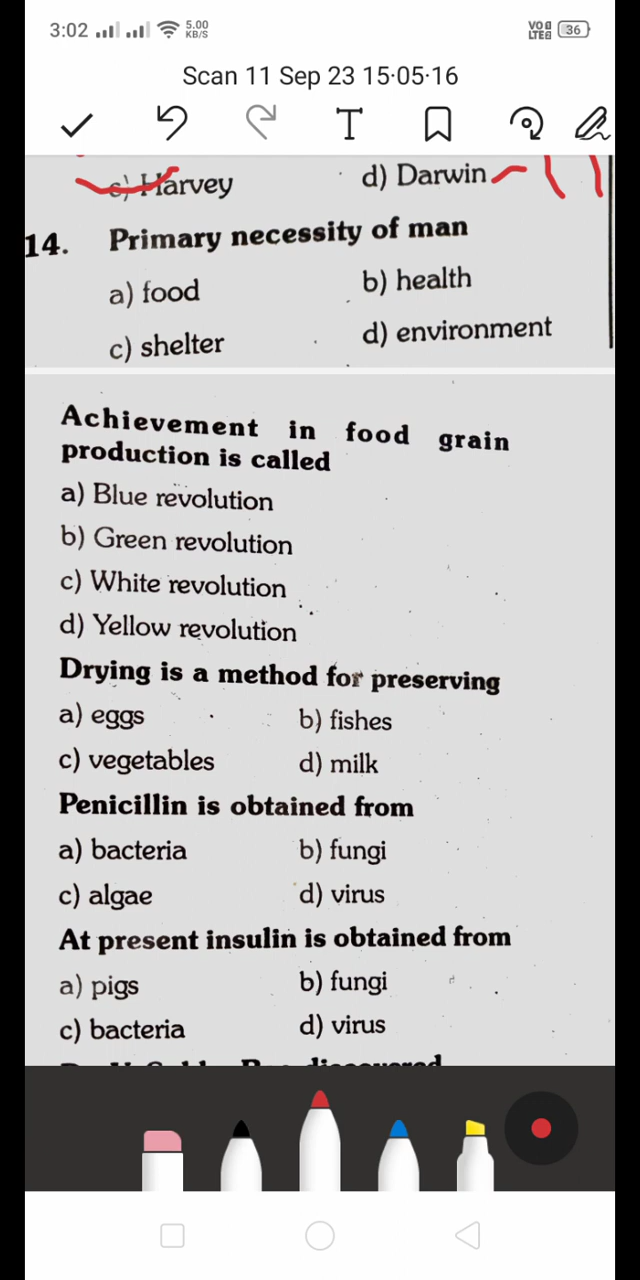 3:02
5.00
KB/S
VO
LTE
36
Scan 11 Sep 23 15-05-16
T
c) Harvey
d) Darwin
14. Primary necessity of man
a) food
b) health
c) shelter
d) environment
Achievement in food grain
production is called
a) Blue revolution
b) Green revolution
c) White revolution
d) Yellow revolution
Drying is a method for preserving
a) eggs
b) fishes
c) vegetables
d) milk
Penicillin is obtained from
a) bacteria
b) fungi
c) algae
d) virus
At present insulin is obtained from
a) pigs
b) fungi
c) bacteria
d) virus
discovered